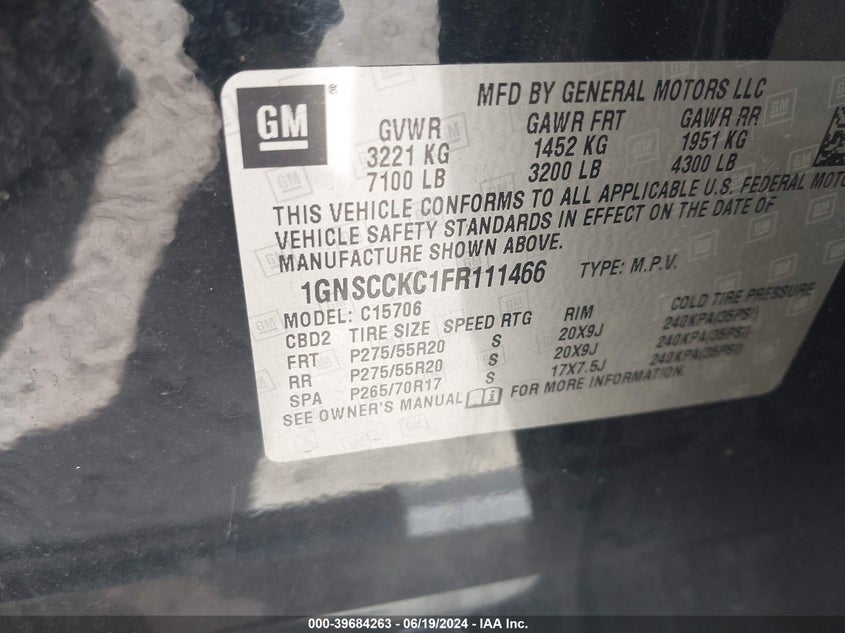 GM
MFD BY GENERAL MOTORS LLC
GVWR GAWR FRT GAWR RR
3221 KG 1452 KG 1951 KG
7100 LB 3200 LB 4300 LB
THIS VEHICLE CONFORMS TO ALL APPLICABLE U.S. FEDERAL MOTO
VEHICLE SAFETY STANDARDS IN EFFECT ON THE DATE OF
MANUFACTURE SHOWN ABOVE.
1GNSCCKC1FR111466 TYPE: M.P.V.
MODEL: C15706
CBD2 TIRE SIZE SPEED RTG RIM COLD TIRE PRESSURE
FRT P275/55R20 S 20X9J 240KPA(35PSI)
RR P275/55R20 S 20X9J 240KPA(35PSI)
SPA P265/70R17 S 17X7.5J 240KPA(35PSI)
SEE OWNER'S MANUAL FOR MORE INFORMATION.
000-39684263 - 06/19/2024 - IAA Inc.